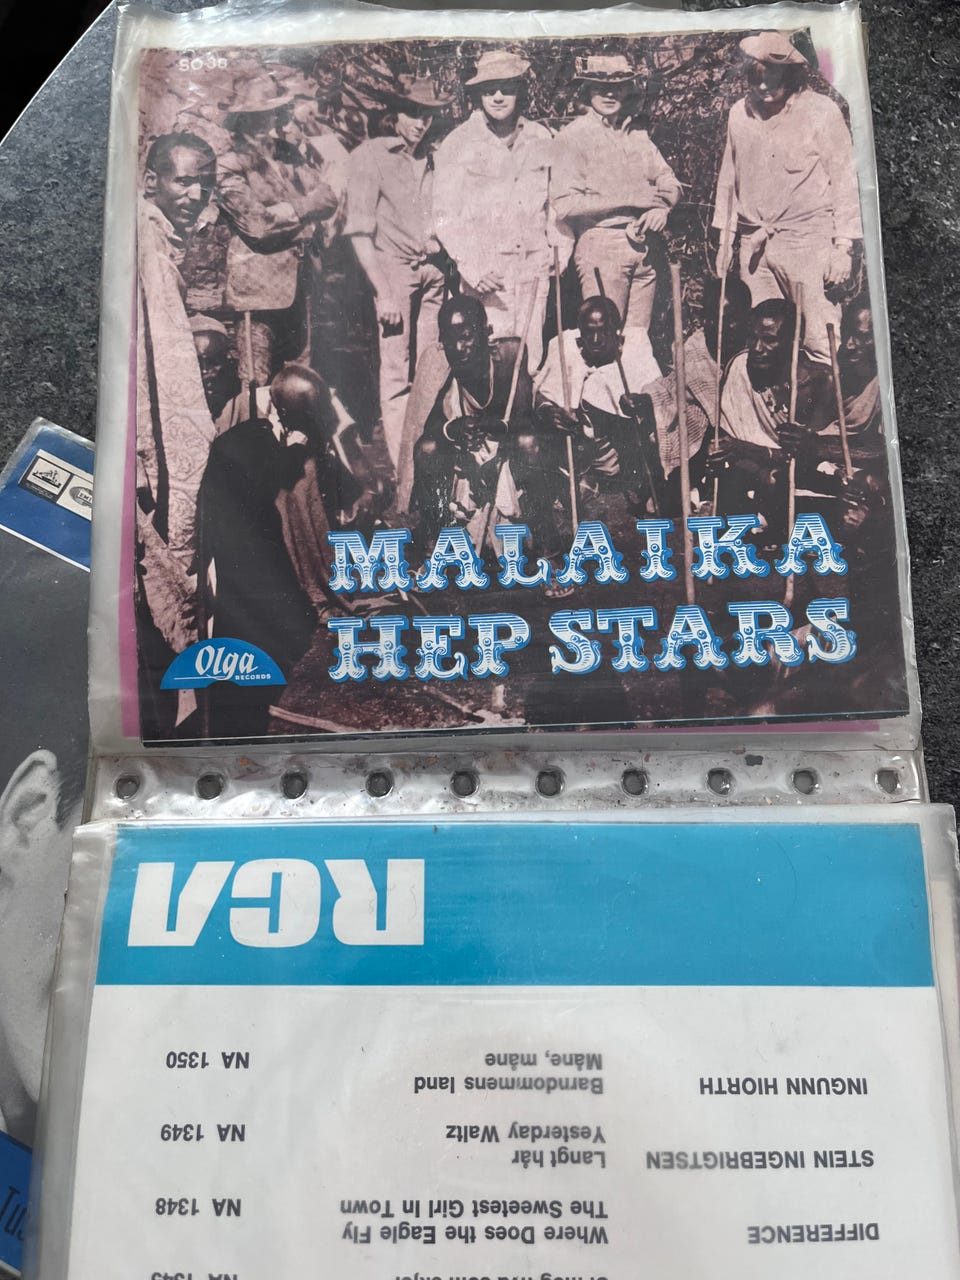 SO 38
MALAIKA
HEP STARS
Olga
RECORDS
RCA
INGUNN HIORTH Barndommens land NA 1350
Måne, måne
STEIN INGEBRIGTSEN Langt hår NA 1349
Yesterday Waltz
DIFFERENCE Where Does the Eagle Fly NA 1348
The Sweetest Girl In Town